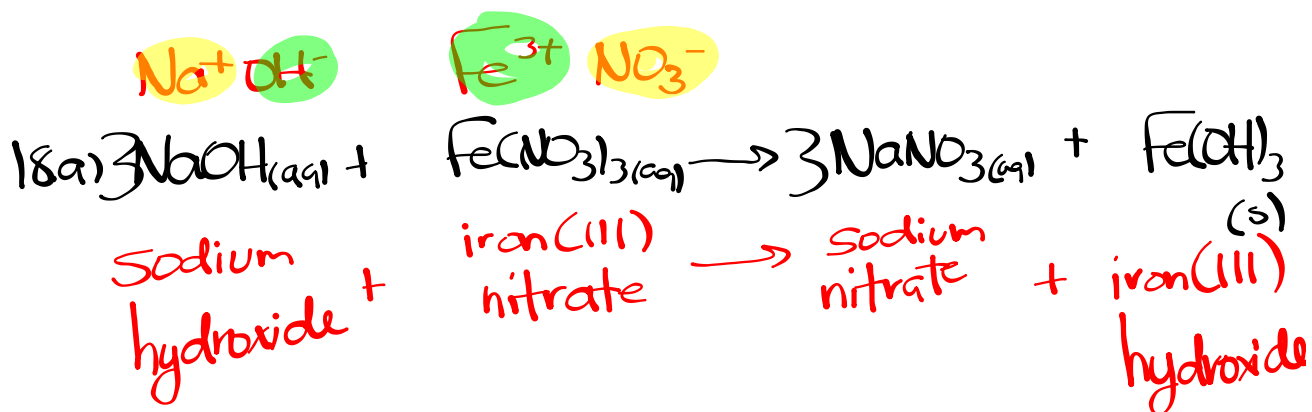 Na⁺ OH⁻ Fe³⁺ NO₃⁻
18a) 3NaOH(aq) + Fe(NO₃)₃(aq) → 3NaNO₃(aq) + Fe(OH)₃
(s)
sodium iron(III) → sodium iron(III)
hydroxide + nitrate nitrate + hydroxide